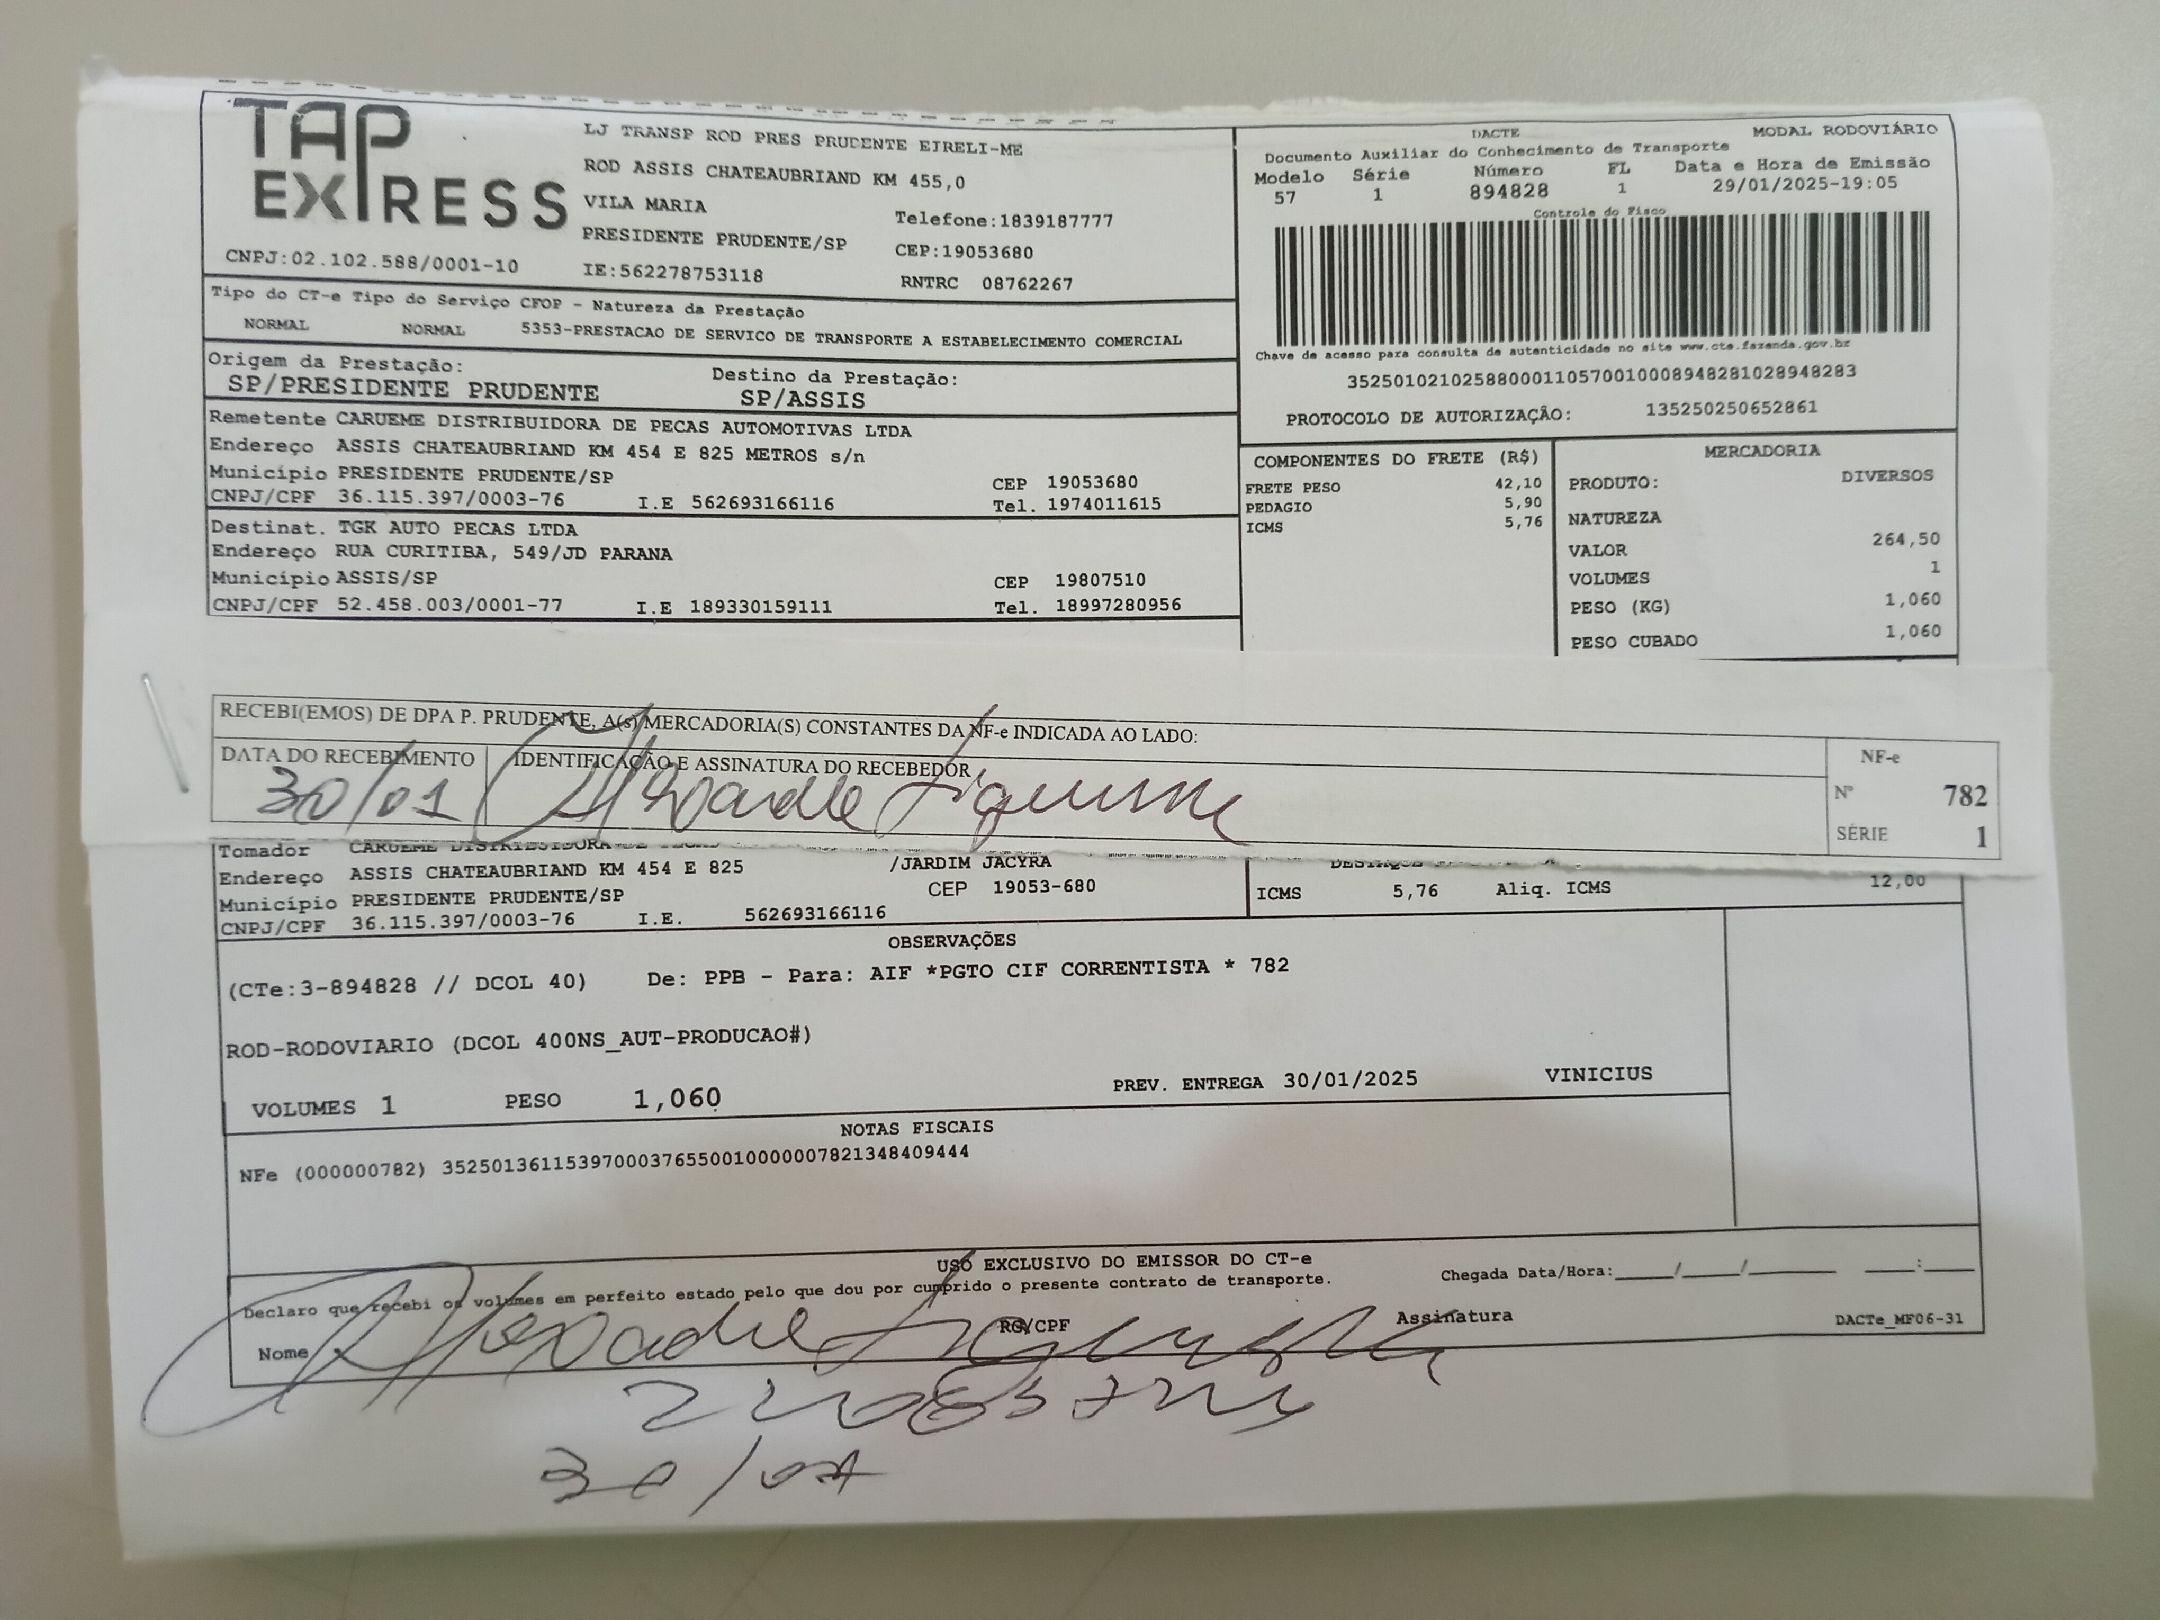 TAP EXPRESS
CNPJ:02.102.588/0001-10
LJ TRANSP ROD PRES PRUDENTE EIRELI-ME
ROD ASSIS CHATEAUBRIAND KM 455,0
VILA MARIA
Telefone:1839187777
PRESIDENTE PRUDENTE/SP CEP:19053680
IE:562278753118 RNTRC 08762267
DACTE MODAL RODOVIÁRIO
Documento Auxiliar do Conhecimento de Transporte
Modelo Série Número FL Data e Hora de Emissão
57 1 894828 1 29/01/2025-19:05
Controle do Fisco
Chave de acesso para consulta de autenticidade no site www.cte.fazenda.gov.br
35250102102588000110570010008948281028948283
PROTOCOLO DE AUTORIZAÇÃO: 135250250652861
Tipo do CT-e Tipo do Serviço CFOP - Natureza da Prestação
NORMAL NORMAL 5353-PRESTACAO DE SERVICO DE TRANSPORTE A ESTABELECIMENTO COMERCIAL
Origem da Prestação: Destino da Prestação:
SP/PRESIDENTE PRUDENTE SP/ASSIS
Remetente CARUEME DISTRIBUIDORA DE PECAS AUTOMOTIVAS LTDA
Endereço ASSIS CHATEAUBRIAND KM 454 E 825 METROS s/n
Município PRESIDENTE PRUDENTE/SP CEP 19053680
CNPJ/CPF 36.115.397/0003-76 I.E 562693166116 Tel. 1974011615
Destinat. TGK AUTO PECAS LTDA
Endereço RUA CURITIBA, 549/JD PARANA
Município ASSIS/SP CEP 19807510
CNPJ/CPF 52.458.003/0001-77 I.E 189330159111 Tel. 18997280956
COMPONENTES DO FRETE (R$)
FRETE PESO 42,10
PEDAGIO 5,90
ICMS 5,76
MERCADORIA
PRODUTO: DIVERSOS
NATUREZA
VALOR 264,50
VOLUMES 1
PESO (KG) 1,060
PESO CUBADO 1,060
RECEBI(EMOS) DE DPA P. PRUDENTE, A(s) MERCADORIA(S) CONSTANTES DA NF-e INDICADA AO LADO:
DATA DO RECEBIMENTO IDENTIFICAÇÃO E ASSINATURA DO RECEBEDOR
30/01
NF-e
Nº 782
SÉRIE 1
Tomador CARUEME DISTRIBUIDORA
Endereço ASSIS CHATEAUBRIAND KM 454 E 825 /JARDIM JACYRA
Município PRESIDENTE PRUDENTE/SP CEP 19053-680
CNPJ/CPF 36.115.397/0003-76 I.E. 562693166116
ICMS 5,76 Aliq. ICMS 12,00
OBSERVAÇÕES
(CTe:3-894828 // DCOL 40) De: PPB - Para: AIF *PGTO CIF CORRENTISTA * 782
ROD-RODOVIARIO (DCOL 400NS_AUT-PRODUCAO#)
VOLUMES 1 PESO 1,060 PREV. ENTREGA 30/01/2025 VINICIUS
NOTAS FISCAIS
NFe (000000782) 35250136115397000376550010000007821348409444
USO EXCLUSIVO DO EMISSOR DO CT-e
Declaro que recebi os volumes em perfeito estado pelo que dou por cumprido o presente contrato de transporte.
Chegada Data/Hora:_____/_____/________ _____:_____
Nome RG/CPF Assinatura DACTe_MF06-31
30/01